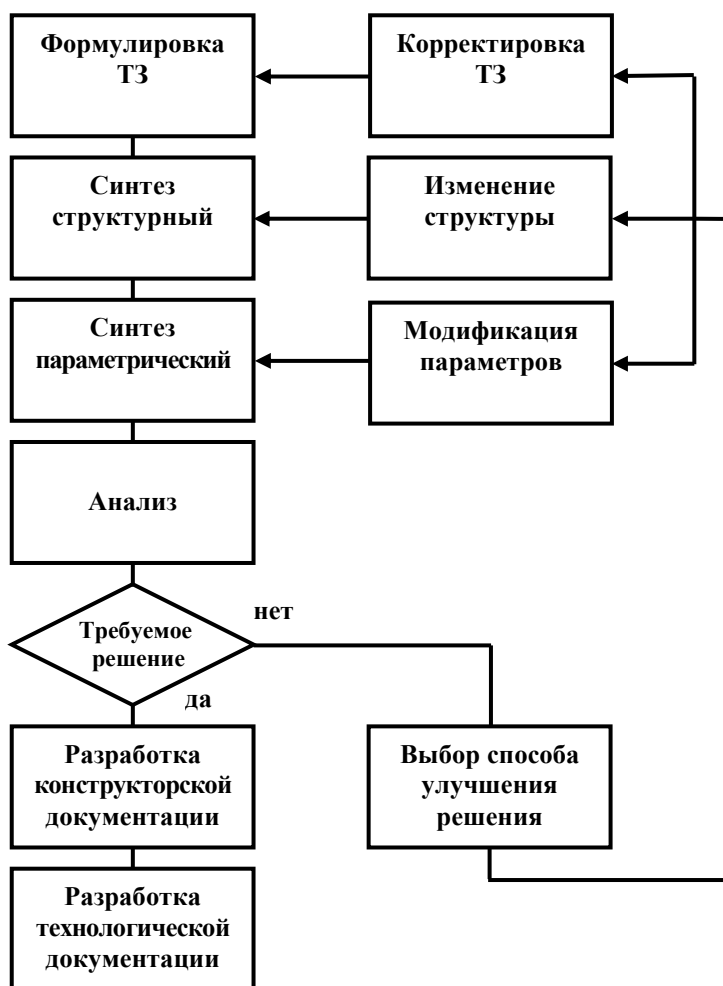 Формулировка
ТЗ
Корректировка
ТЗ
Синтез
структурный
Изменение
структуры
Синтез
параметрический
Модификация
параметров
Анализ
Требуемое
решение
нет
да
Разработка
конструкторской
документации
Выбор способа
улучшения
решения
Разработка
технологической
документации